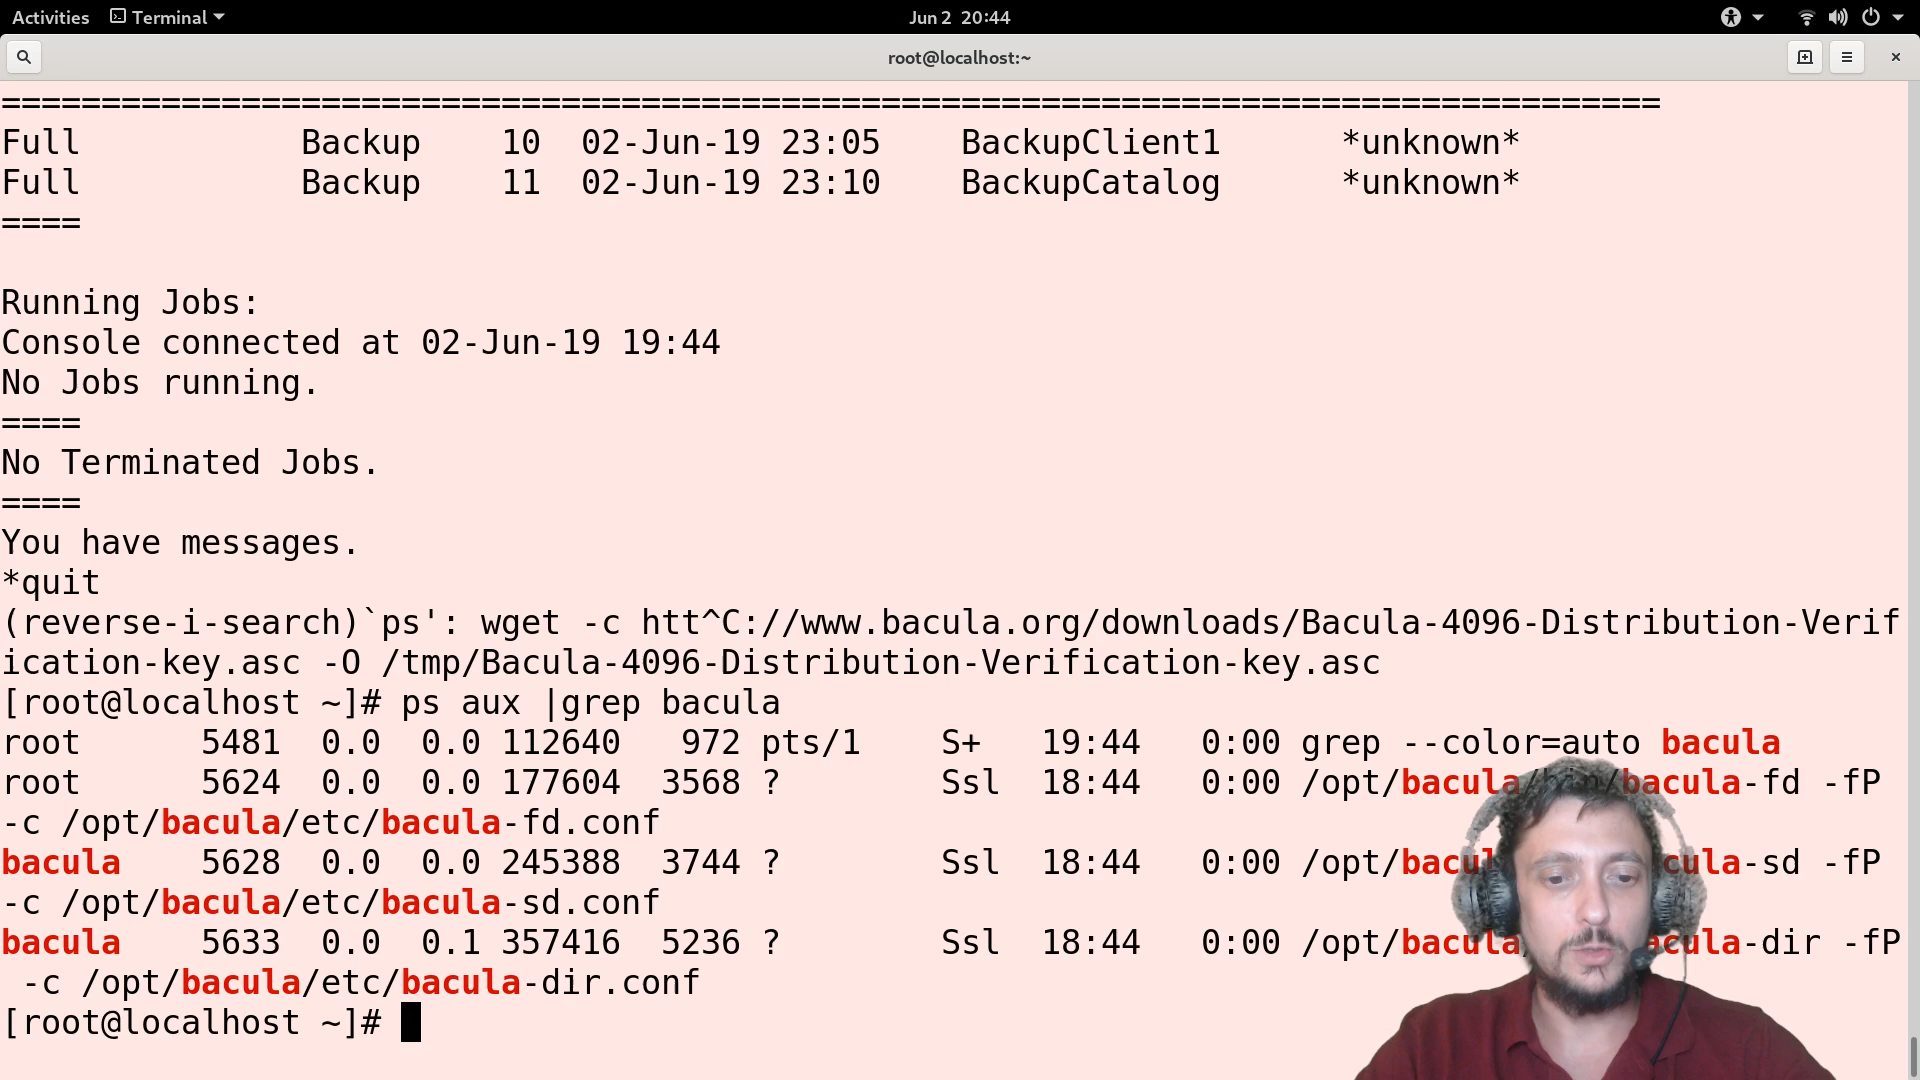 Activities Terminal Jun 2 20:44
root@localhost:~
===================================================================================
Full Backup 10 02-Jun-19 23:05 BackupClient1 *unknown*
Full Backup 11 02-Jun-19 23:10 BackupCatalog *unknown*
====
Running Jobs:
Console connected at 02-Jun-19 19:44
No Jobs running.
====
No Terminated Jobs.
====
You have messages.
*quit
(reverse-i-search)`ps': wget -c htt^C://www.bacula.org/downloads/Bacula-4096-Distribution-Verif
ication-key.asc -O /tmp/Bacula-4096-Distribution-Verification-key.asc
[root@localhost ~]# ps aux |grep bacula
root 5481 0.0 0.0 112640 972 pts/1 S+ 19:44 0:00 grep --color=auto bacula
root 5624 0.0 0.0 177604 3568 ? Ssl 18:44 0:00 /opt/bacula/bin/bacula-fd -fP
-c /opt/bacula/etc/bacula-fd.conf
bacula 5628 0.0 0.0 245388 3744 ? Ssl 18:44 0:00 /opt/ -sd -fP
-c /opt/bacula/etc/bacula-sd.conf
bacula 5633 0.0 0.1 357416 5236 ? Ssl 18:44 0:00 /opt/bacula -dir -fP
-c /opt/bacula/etc/bacula-dir.conf
[root@localhost ~]#